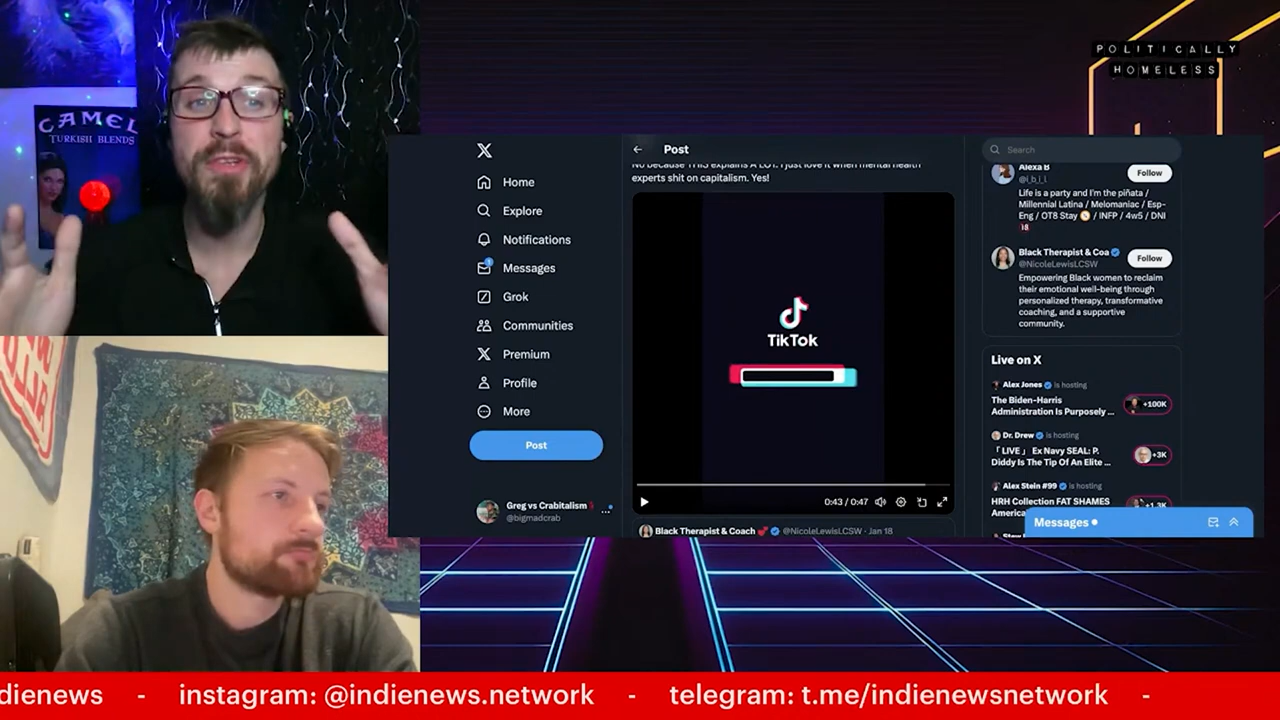 POLITICALLY
HOMELESS
CAMEL
TURKISH BLENDS
Home
Explore
Notifications
Messages
Grok
Communities
Premium
Profile
More
Post
Greg vs Crabitalism
@bigmadcrab
Post
No because THIS explains A LOT. I just love it when mental health
experts shit on capitalism. Yes!
TikTok
0:43 / 0:47
Black Therapist & Coach @NicoleLewisLCSW · Jan 18
Search
Alexa B
Follow
Life is a party and I'm the piñata /
Millennial Latina / Melomaniac / Esp-
Eng / OT8 Stay / INFP / 4w5 / DNI
Black Therapist & Coa
@NicoleLewisLCSW
Follow
Empowering Black women to reclaim
their emotional well-being through
personalized therapy, transformative
coaching, and a supportive
community.
Live on X
Alex Jones is hosting
The Biden-Harris
Administration Is Purposely ...
+100K
Dr. Drew is hosting
「 LIVE 」 Ex Navy SEAL: P.
Diddy Is The Tip Of An Elite ...
+3K
Alex Stein #99 is hosting
HRH Collection FAT SHAMES
+1.3K
Messages
dienews - instagram: @indienews.network - telegram: t.me/indienewsnetwork -